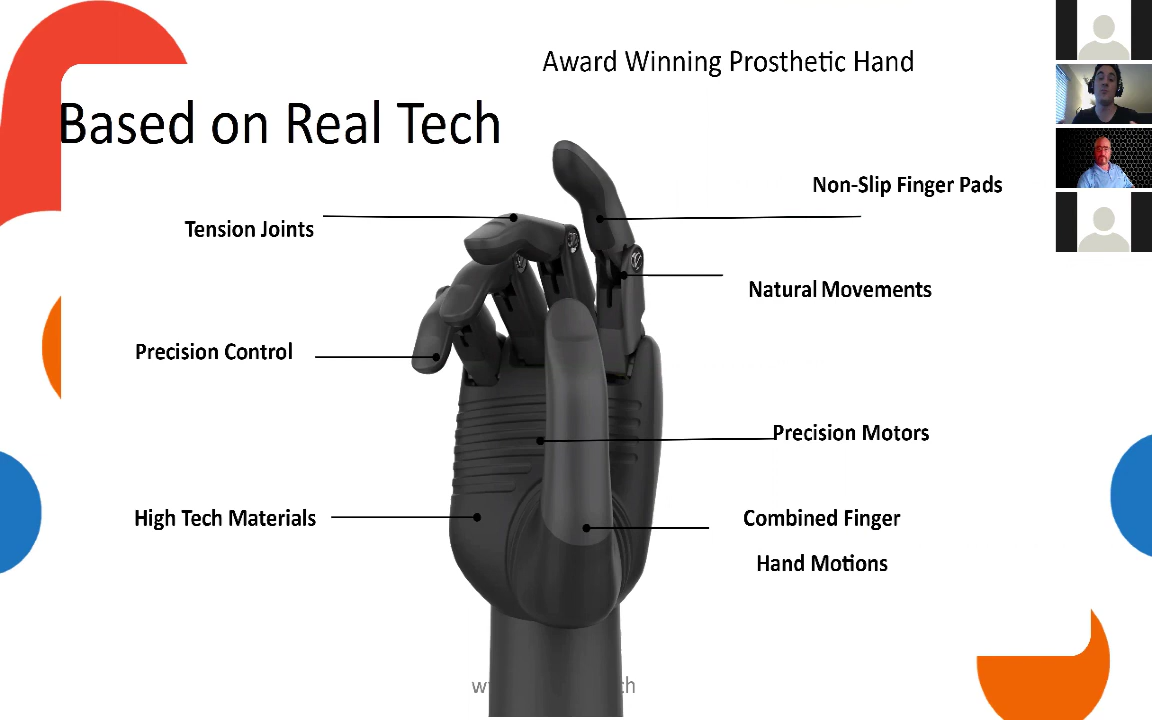 Award Winning Prosthetic Hand
Based on Real Tech
Non-Slip Finger Pads
Tension Joints
Natural Movements
Precision Control
Precision Motors
High Tech Materials
Combined Finger
Hand Motions